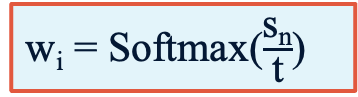 wᵢ = Softmax(sₙ/t)